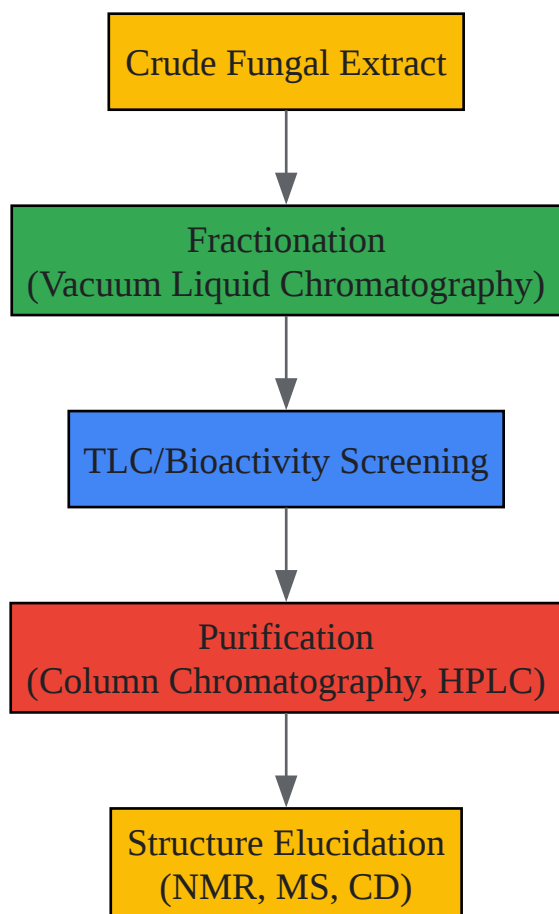 Crude Fungal Extract
Fractionation
(Vacuum Liquid Chromatography)
TLC/Bioactivity Screening
Purification
(Column Chromatography, HPLC)
Structure Elucidation
(NMR, MS, CD)